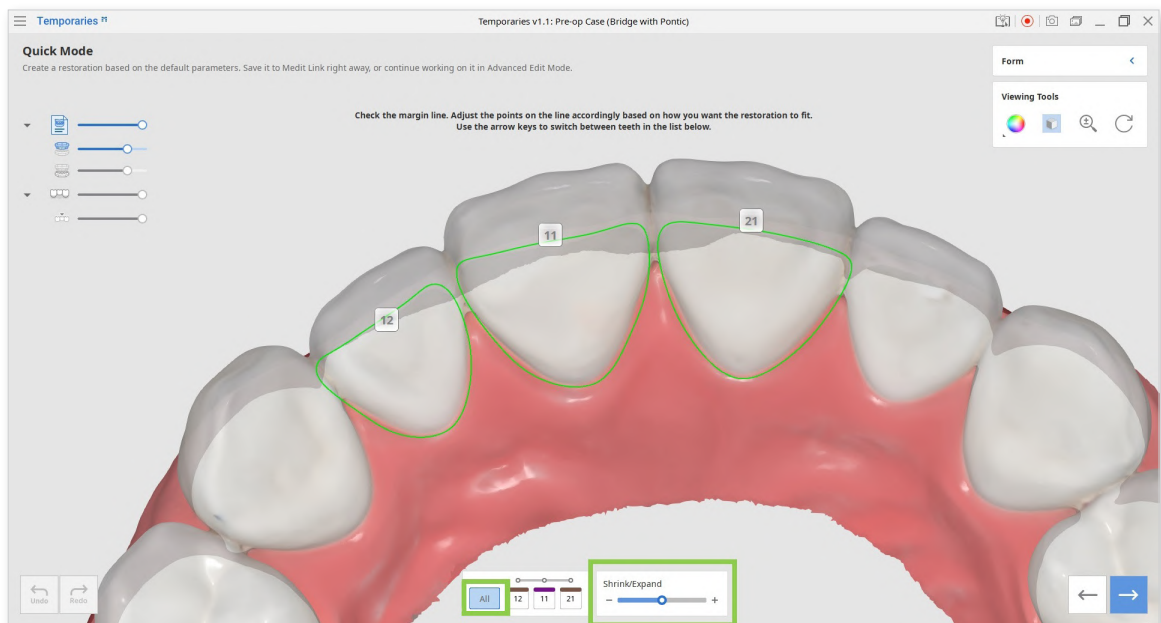 Temporaries
Temporaries v1.1: Pre-op Case (Bridge with Pontic)
Quick Mode
Create a restoration based on the default parameters. Save it to Medit Link right away, or continue working on it in Advanced Edit Mode.
Form
Viewing Tools
Check the margin line. Adjust the points on the line accordingly based on how you want the restoration to fit.
Use the arrow keys to switch between teeth in the list below.
21
11
12
Undo
Redo
All
12
11
21
Shrink/Expand